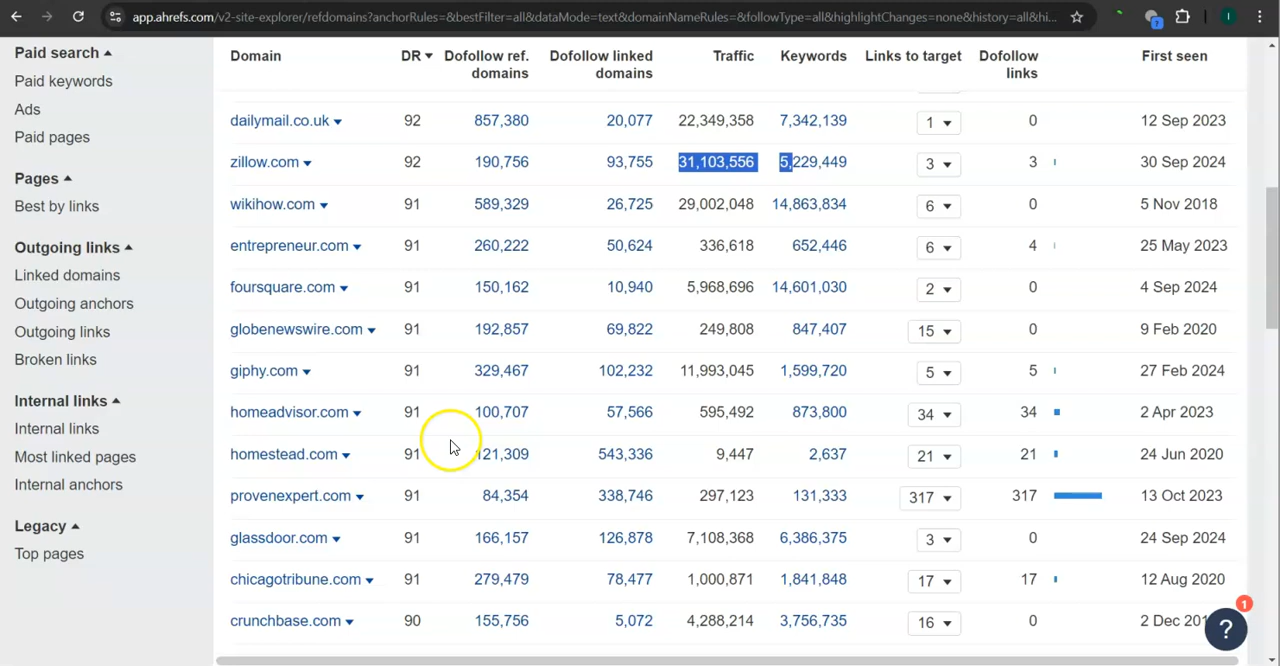 app.ahrefs.com/v2-site-explorer/refdomains?anchorRules=&bestFilter=all&dataMode=text&domainNameRules=&followType=all&highlightChanges=none&history=all&hi...
Paid search
Paid keywords
Ads
Paid pages
Pages
Best by links
Outgoing links
Linked domains
Outgoing anchors
Outgoing links
Broken links
Internal links
Internal links
Most linked pages
Internal anchors
Legacy
Top pages
Domain DR Dofollow ref. domains Dofollow linked domains Traffic Keywords Links to target Dofollow links First seen
dailymail.co.uk 92 857,380 20,077 22,349,358 7,342,139 1 0 12 Sep 2023
zillow.com 92 190,756 93,755 31,103,556 5,229,449 3 3 30 Sep 2024
wikihow.com 91 589,329 26,725 29,002,048 14,863,834 6 0 5 Nov 2018
entrepreneur.com 91 260,222 50,624 336,618 652,446 6 4 25 May 2023
foursquare.com 91 150,162 10,940 5,968,696 14,601,030 2 0 4 Sep 2024
globenewswire.com 91 192,857 69,822 249,808 847,407 15 0 9 Feb 2020
giphy.com 91 329,467 102,232 11,993,045 1,599,720 5 5 27 Feb 2024
homeadvisor.com 91 100,707 57,566 595,492 873,800 34 34 2 Apr 2023
homestead.com 91 121,309 543,336 9,447 2,637 21 21 24 Jun 2020
provenexpert.com 91 84,354 338,746 297,123 131,333 317 317 13 Oct 2023
glassdoor.com 91 166,157 126,878 7,108,368 6,386,375 3 0 24 Sep 2024
chicagotribune.com 91 279,479 78,477 1,000,871 1,841,848 17 17 12 Aug 2020
crunchbase.com 90 155,756 5,072 4,288,214 3,756,735 16 0 2 Dec
1
?